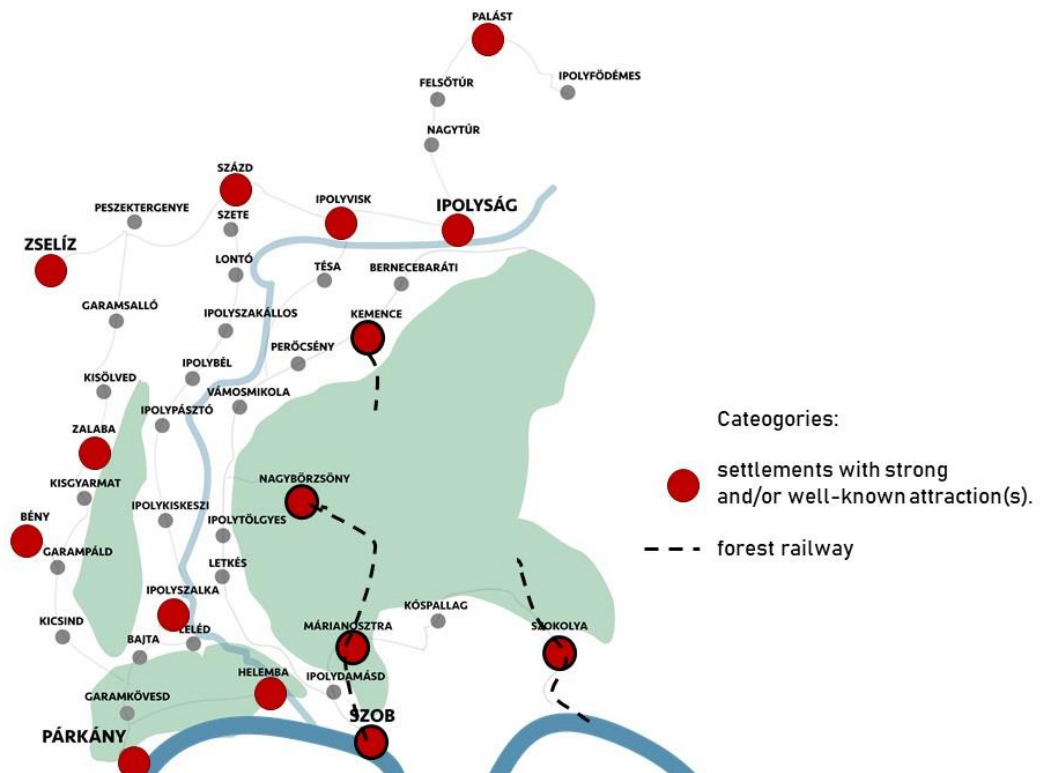 PALÁST
IPOLYFÖDÉMES
FELSŐTÚR
NAGYTÚR
SZÁZD
IPOLYVISK
IPOLYSÁG
PESZEKTERGENYE
SZETE
ZSELÍZ
LONTÓ
TÉSA
BERNECEBARÁTI
GARAMSALLÓ
IPOLYSZAKÁLLOS
KEMENCE
PERŐCSÉNY
IPOLYBÉL
KISÖLVED
VÁMOSMIKOLA
IPOLYPÁSZTÓ
ZALABA
KISGYARMAT
NAGYBÖRZSÖNY
BÉNY
IPOLYKISKESZI
IPOLYTÖLGYES
GARAMPÁLD
LETKÉS
IPOLYSZALKA
KICSIND
BAJTA
LELÉD
MÁRIANOSZTRA
KÓSPALLAG
SZOKOLYA
HELEMBA
IPOLYDAMÁSD
GARAMKÖVESD
SZOB
PÁRKÁNY
Cateogories:
settlements with strong
and/or well-known attraction(s).
forest railway